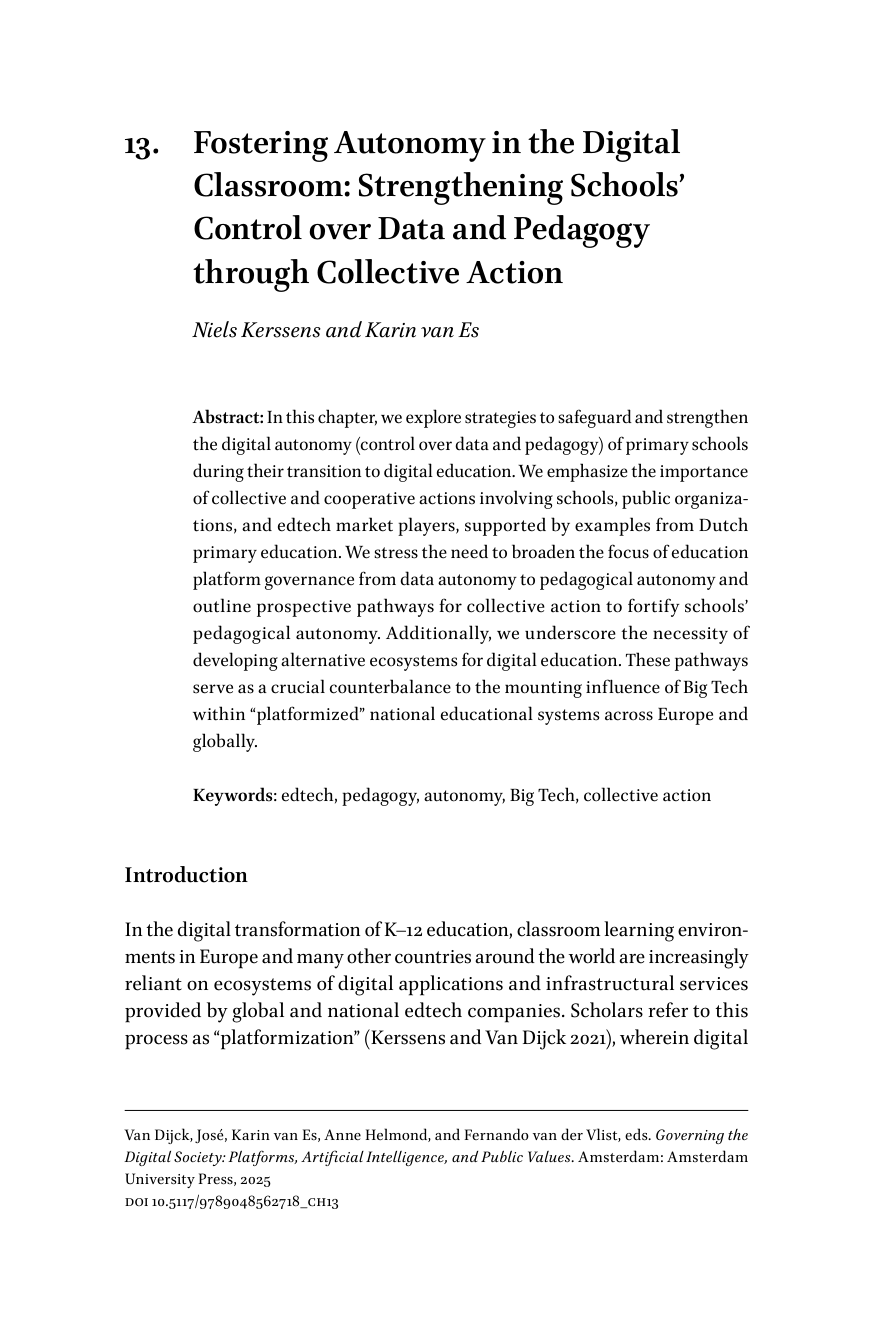 13. Fostering Autonomy in the Digital
Classroom: Strengthening Schools’
Control over Data and Pedagogy
through Collective Action
Niels Kerssens and Karin van Es
Abstract: In this chapter, we explore strategies to safeguard and strengthen
the digital autonomy (control over data and pedagogy) of primary schools
during their transition to digital education. We emphasize the importance
of collective and cooperative actions involving schools, public organiza-
tions, and edtech market players, supported by examples from Dutch
primary education. We stress the need to broaden the focus of education
platform governance from data autonomy to pedagogical autonomy and
outline prospective pathways for collective action to fortify schools’
pedagogical autonomy. Additionally, we underscore the necessity of
developing alternative ecosystems for digital education. These pathways
serve as a crucial counterbalance to the mounting influence of Big Tech
within “platformized” national educational systems across Europe and
globally.
Keywords: edtech, pedagogy, autonomy, Big Tech, collective action
Introduction
In the digital transformation of K–12 education, classroom learning environ-
ments in Europe and many other countries around the world are increasingly
reliant on ecosystems of digital applications and infrastructural services
provided by global and national edtech companies. Scholars refer to this
process as “platformization” (Kerssens and Van Dijck 2021), wherein digital
Van Dijck, José, Karin van Es, Anne Helmond, and Fernando van der Vlist, eds. Governing the
Digital Society: Platforms, Artificial Intelligence, and Public Values. Amsterdam: Amsterdam
University Press, 2025
DOI 10.5117/9789048562718_CH13